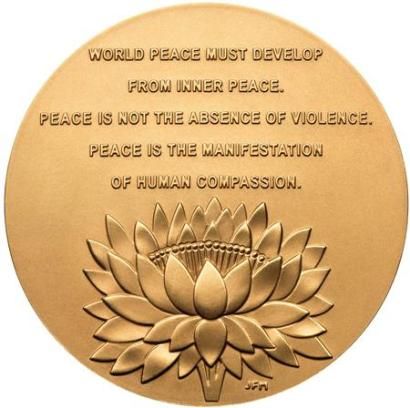 WORLD PEACE MUST DEVELOP
FROM INNER PEACE.
PEACE IS NOT THE ABSENCE OF VIOLENCE.
PEACE IS THE MANIFESTATION
OF HUMAN COMPASSION.
JFM